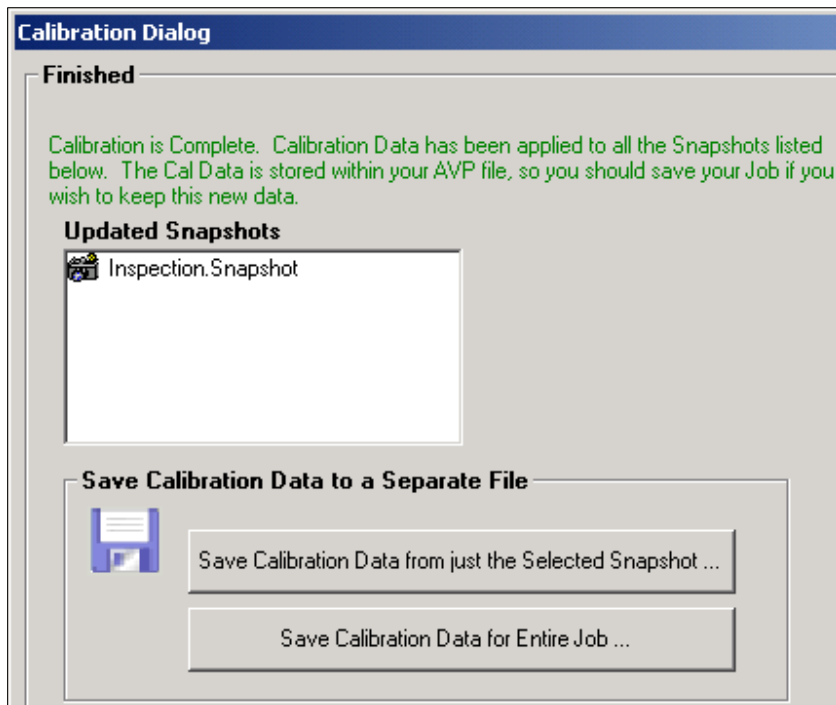 Calibration Dialog
Finished
Calibration is Complete. Calibration Data has been applied to all the Snapshots listed
below. The Cal Data is stored within your AVP file, so you should save your Job if you
wish to keep this new data.
Updated Snapshots
Inspection.Snapshot
Save Calibration Data to a Separate File
Save Calibration Data from just the Selected Snapshot ...
Save Calibration Data for Entire Job ...